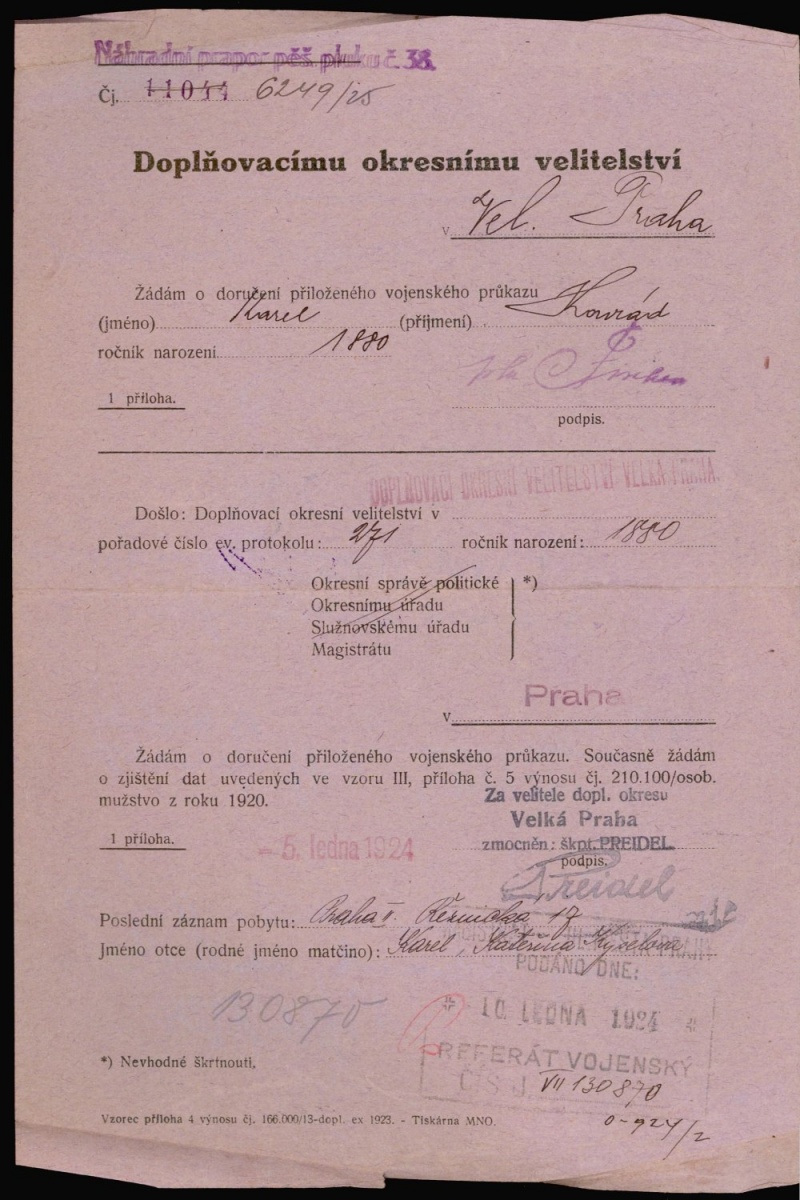 Náhradní prapor pěš. pluku č. 38.
Čj. 11044 6249/25
Doplňovacímu okresnímu velitelství
v Vel. Praha
Žádám o doručení přiloženého vojenského průkazu
(jméno) Karel (příjmení) Konrád
ročník narození 1880
1 příloha.
podpis.
DOPLŇOVACÍ OKRESNÍ VELITELSTVÍ VELKÁ PRAHA.
Došlo: Doplňovací okresní velitelství v
pořadové číslo ev. protokolu: 271 ročník narození: 1880
Okresní správě politické *)
Okresnímu úřadu
Služnovskému úřadu
Magistrátu
Praha
v
Žádám o doručení přiloženého vojenského průkazu. Současně žádám
o zjištění dat uvedených ve vzoru III, příloha č. 5 výnosu čj. 210.100/osob.
mužstvo z roku 1920.
Za velitele dopl. okresu
Velká Praha
1 příloha.
- 5. ledna 1924
zmocněn: škpt. PREIDEL.
podpis.
Preidel
Poslední záznam pobytu: Praha II. 17
Jméno otce (rodné jméno matčino): Karel, Kateřina Kyvelova
PODÁNO DNE:
130870
* 10. LEDNA 1924 *
REFERÁT VOJENSKÝ
*) Nevhodné škrtnouti,
ČÍS. J. VII 130870
0-924/2
Vzorec příloha 4 výnosu čj. 166.000/13-dopl. ex 1923. - Tiskárna MNO.